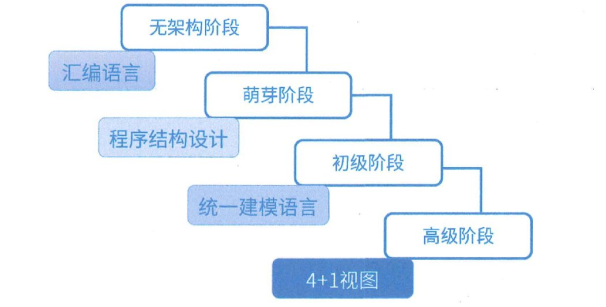 无架构阶段
汇编语言
萌芽阶段
程序结构设计
初级阶段
统一建模语言
高级阶段
4+1视图